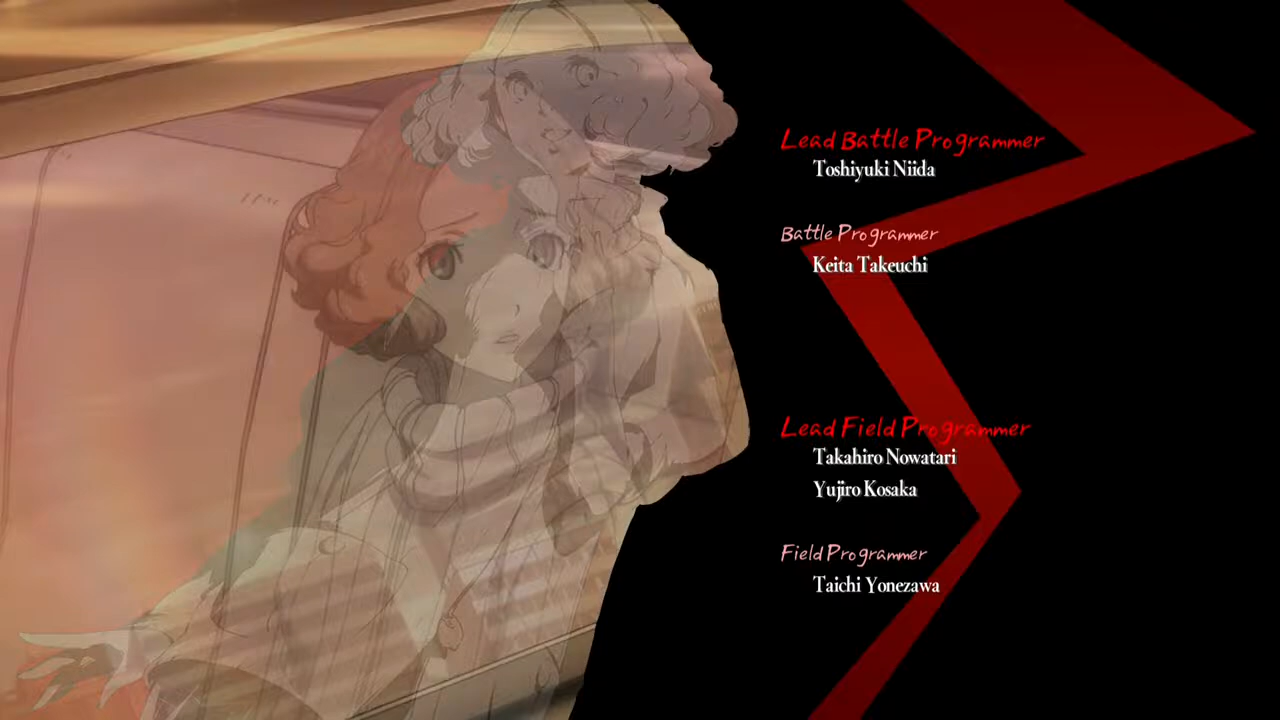 Lead Battle Programmer
Toshiyuki Niida
Battle Programmer
Keita Takeuchi
Lead Field Programmer
Takahiro Nowatari
Yujiro Kosaka
Field Programmer
Taichi Yonezawa